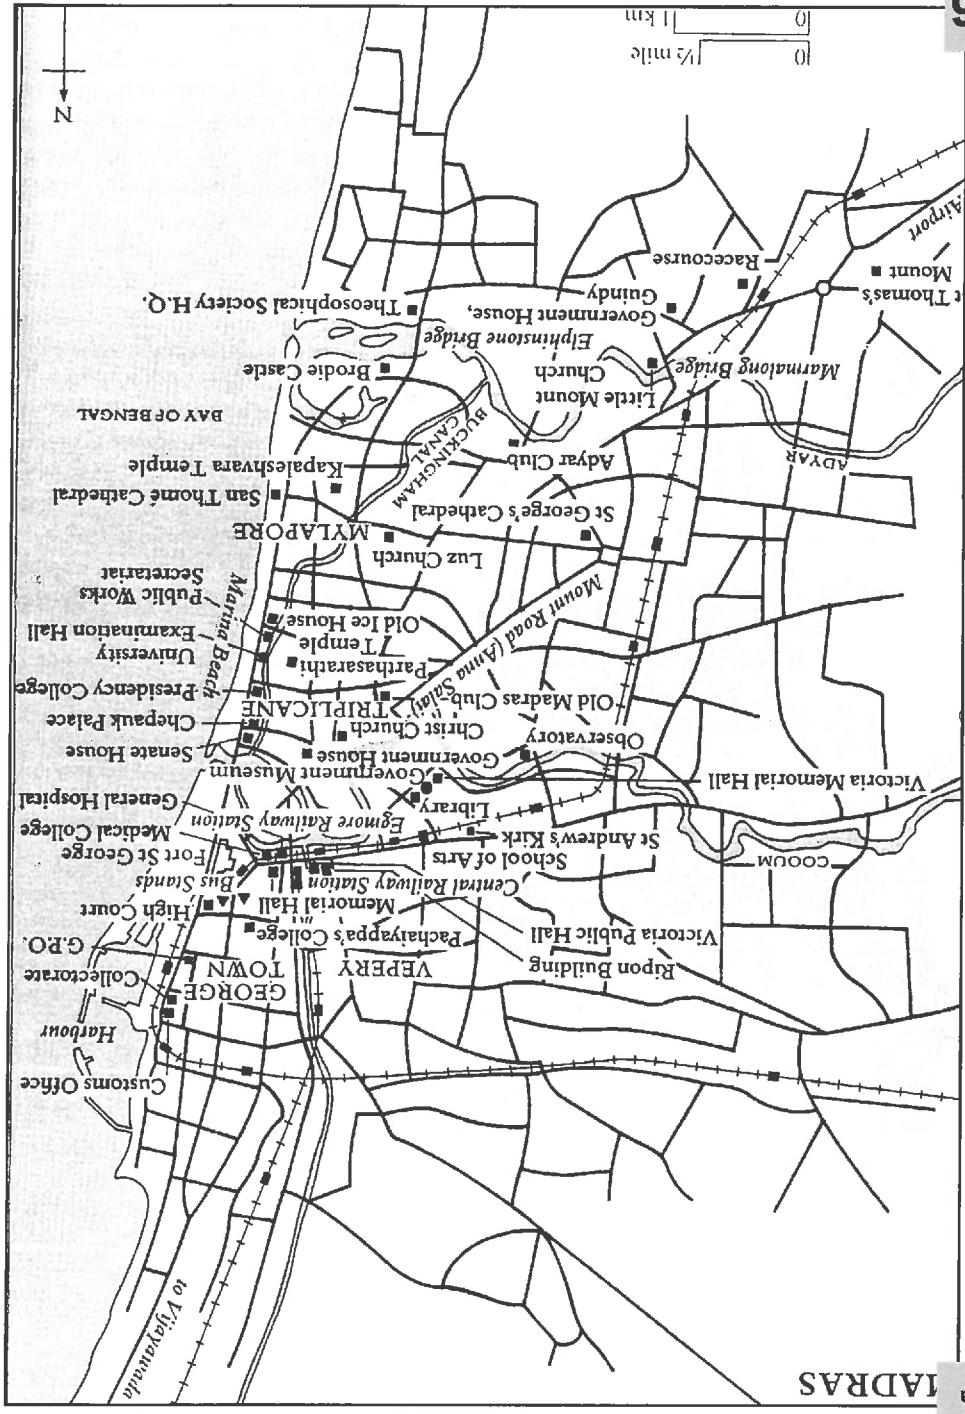 MADRAS
to Vijayawada
Customs Office
Harbour
Collectorate
GEORGE
TOWN
G.P.O.
VEPERY
Ripon Building
Victoria Public Hall
Pachaiyappa's College
High Court
Memorial Hall
Bus Stands
Central Railway Station
Fort St George
School of Arts
Medical College
St Andrew's Kirk
COOUM
General Hospital
Egmore Railway Station
Library
Victoria Memorial Hall
Government Museum
Senate House
Government House
Observatory
Chepauk Palace
Christ Church
TRIPLICANE
Old Madras Club
Presidency College
Parthasarathi
Temple
University
Examination Hall
Old Ice House
Public Works
Secretariat
Marina Beach
Mount Road (Anna Salai)
Luz Church
MYLAPORE
St George's Cathedral
San Thomé Cathedral
Kapaleshvara Temple
Adyar Club
ADYAR
BUCKINGHAM
CANAL
BAY OF BENGAL
Little Mount
Church
Brodie Castle
Marmalong Bridge
Elphinstone Bridge
Government House,
Guindy
Theosophical Society H.Q.
St Thomas's
Mount
Racecourse
Airport
N
0 ½ mile
0 1 km